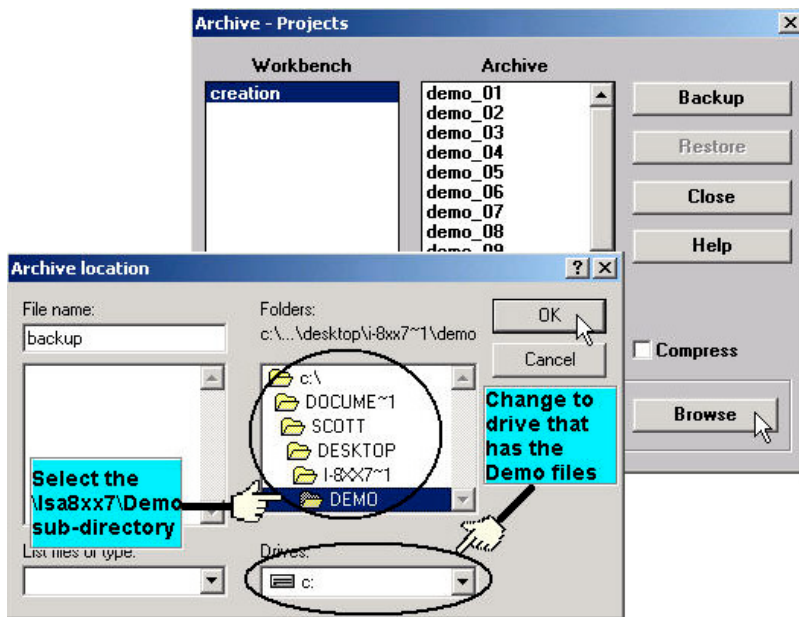 Archive - Projects
Workbench
Archive
creation
demo_01
demo_02
demo_03
demo_04
demo_05
demo_06
demo_07
demo_08
demo_09
Backup
Restore
Close
Help
Compress
Browse
Archive location
File name:
backup
Folders:
c:\...\desktop\i-8xx7~1\demo
c:\
DOCUME~1
SCOTT
DESKTOP
I-8XX7~1
DEMO
OK
Cancel
Change to
drive that
has the
Demo files
Select the
\Isa8xx7\Demo
sub-directory
List files of type:
Drives:
c: